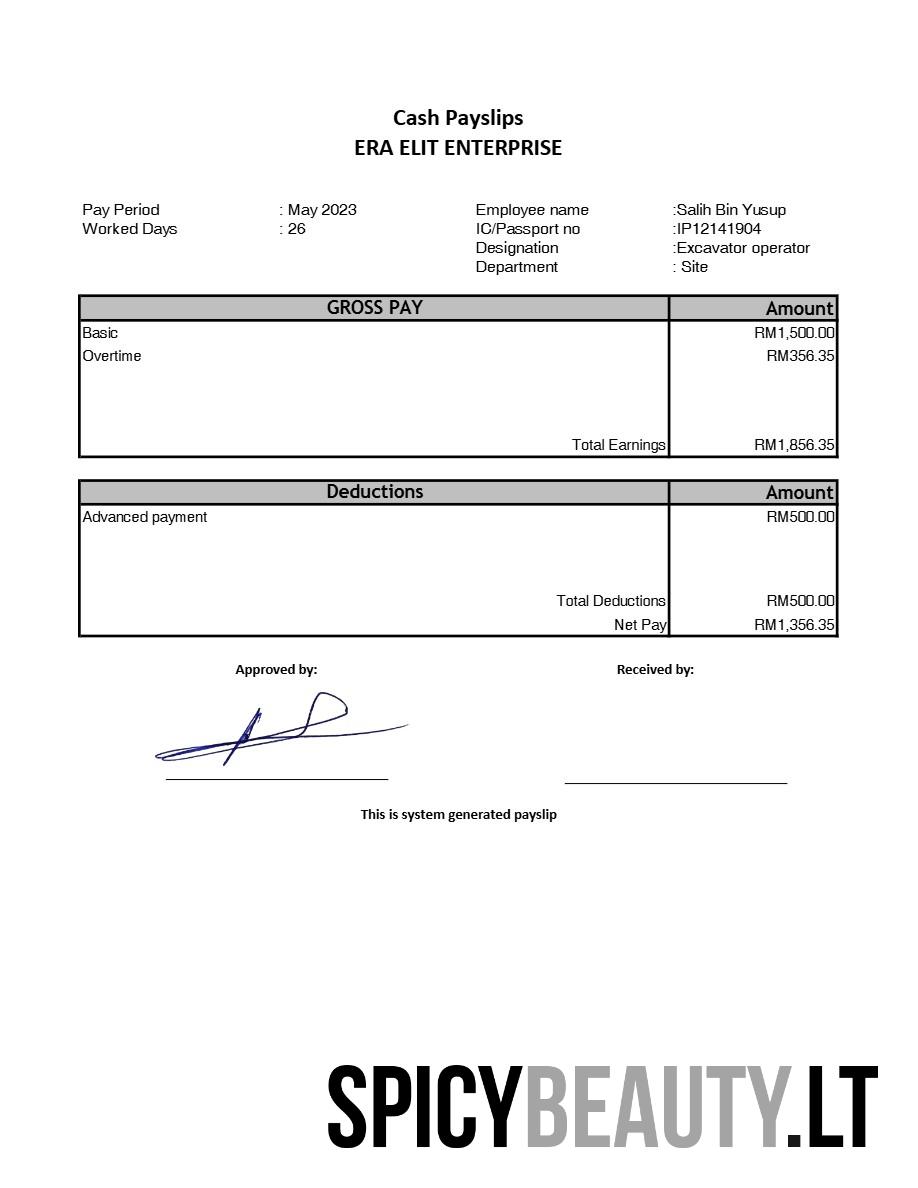 Cash Payslips
ERA ELIT ENTERPRISE
Pay Period : May 2023 Employee name :Salih Bin Yusup
Worked Days : 26 IC/Passport no :IP12141904
Designation :Excavator operator
Department : Site
GROSS PAY Amount
Basic RM1,500.00
Overtime RM356.35
Total Earnings RM1,856.35
Deductions Amount
Advanced payment RM500.00
Total Deductions RM500.00
Net Pay RM1,356.35
Approved by: Received by:
This is system generated payslip
SPICYBEAUTY.LT